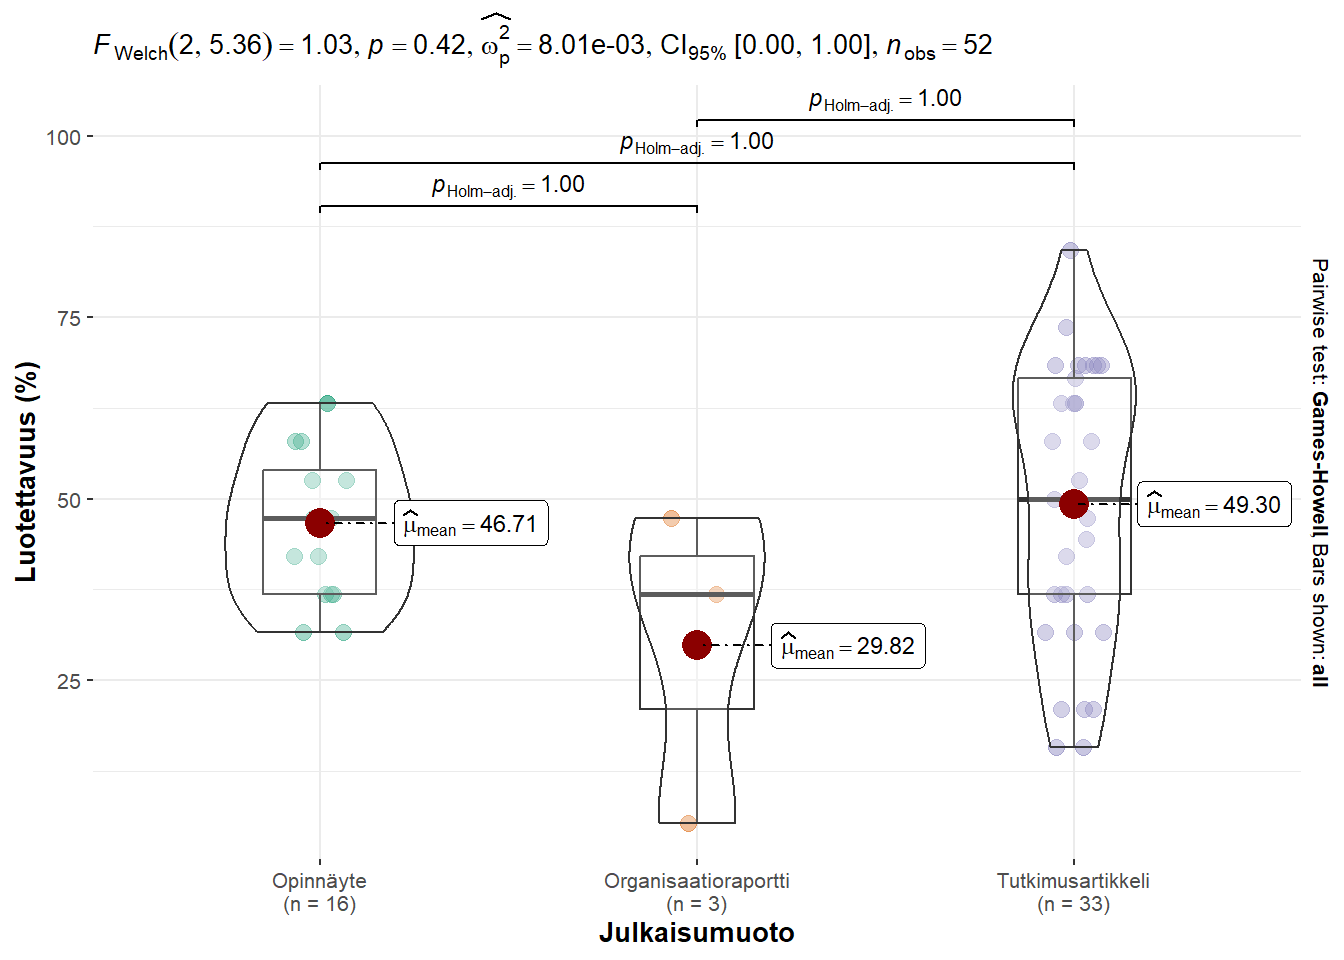 F Welch(2, 5.36) = 1.03, p = 0.42, ω̂²p = 8.01e-03, CI95% [0.00, 1.00], nobs = 52
pHolm–adj. = 1.00
pHolm–adj. = 1.00
pHolm–adj. = 1.00
100
75
50
25
Luotettavuus (%)
μ̂mean = 46.71
μ̂mean = 29.82
μ̂mean = 49.30
Pairwise test: Games-Howell, Bars shown: all
Opinnäyte
(n = 16)
Organisaatioraportti
(n = 3)
Tutkimusartikkeli
(n = 33)
Julkaisumuoto